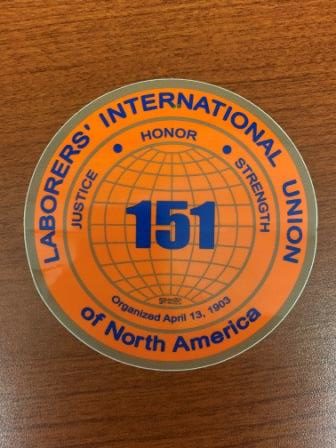 LABORERS' INTERNATIONAL UNION
of North America
JUSTICE • HONOR • STRENGTH
151
Organized April 13, 1903